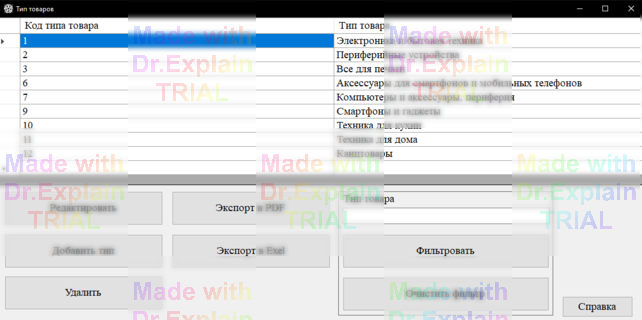 Тип товаров
Код типа товара Тип товара
1 Электроника и бытовая техника
2 Периферийные устройства
3 Все для печати
6 Аксессуары для смартфонов и мобильных телефонов
7 Компьютеры и аксессуары, периферия
9 Смартфоны и гаджеты
10 Техника для кухни
11 Техника для дома
12 Канцтовары
Редактировать Экспорт в PDF Тип товара
Добавить тип Экспорт в Exel Фильтровать
Удалить Очистить фильтр Справка
Made with
Dr.Explain
TRIAL
Made with
Dr.Explain
TRIAL
Made with
Dr.Explain
TRIAL
Made with
Dr.Explain
TRIAL
Made with
Dr.Explain
TRIAL
Made with
Made with